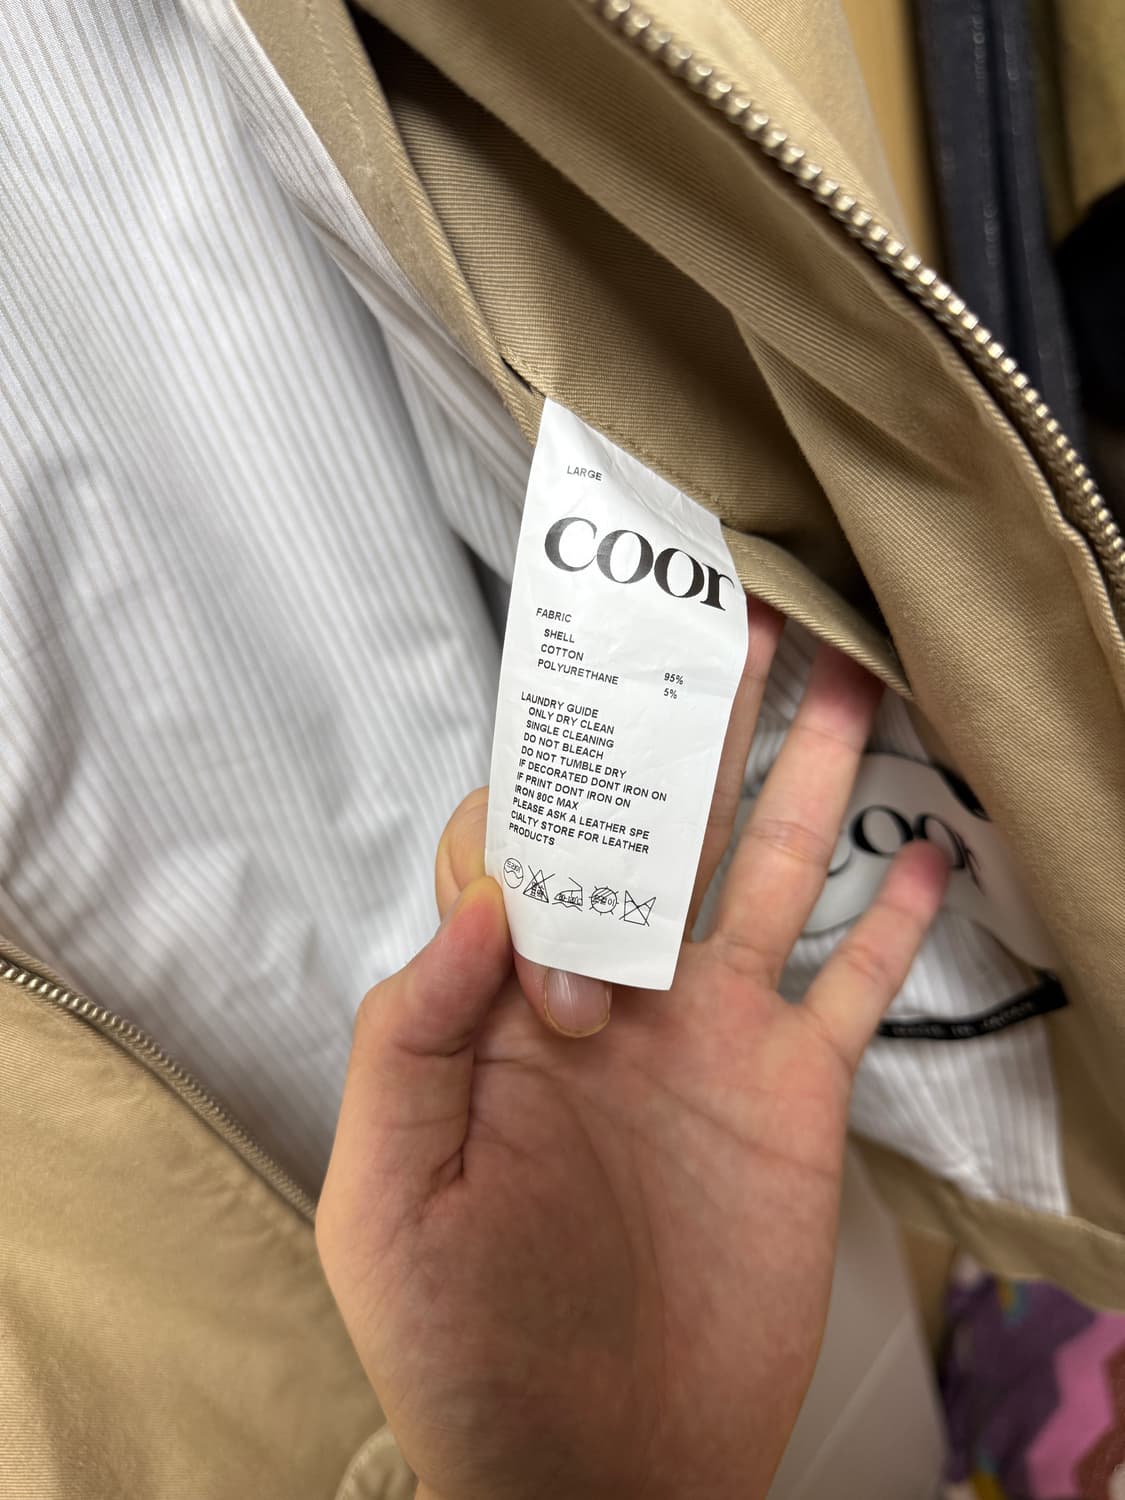 LARGE
coor
FABRIC
SHELL
COTTON 95%
POLYURETHANE 5%
LAUNDRY GUIDE
ONLY DRY CLEAN
SINGLE CLEANING
DO NOT BLEACH
DO NOT TUMBLE DRY
IF DECORATED DONT IRON ON
IF PRINT DONT IRON ON
IRON 80C MAX
PLEASE ASK A LEATHER SPE
CIALTY STORE FOR LEATHER
PRODUCTS
coor